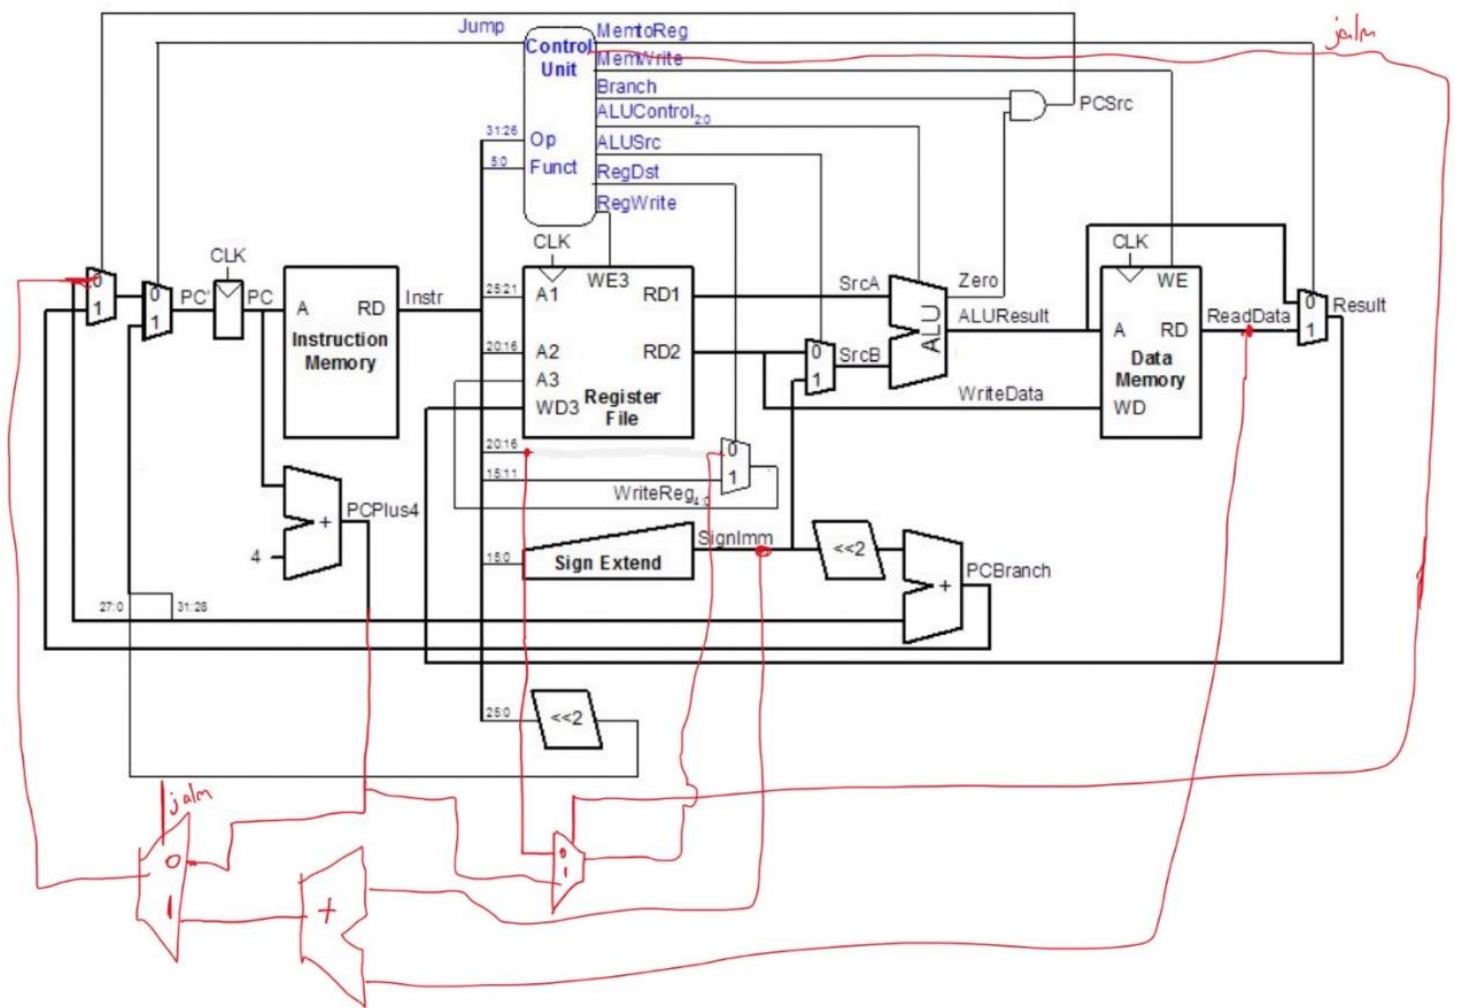 jalm
Jump
MemtoReg
Control
Unit
MemWrite
Branch
PCSrc
ALUControl2:0
31:26
Op
ALUSrc
5:0
Funct
RegDst
RegWrite
CLK
CLK
CLK
0
1
0
1
PC'
PC
A
RD
Instr
Instruction
Memory
25:21
A1
WE3
RD1
SrcA
Zero
WE
ALU
ALUResult
A
RD
ReadData
0
1
Result
Data
Memory
20:16
A2
RD2
0
1
SrcB
A3
WD3
Register
File
WriteData
WD
20:16
0
15:11
1
WriteReg4:0
PCPlus4
+
4
SignImm
<<2
15:0
Sign Extend
+
PCBranch
27:0
31:28
25:0
<<2
jalm
0
1
+
0
1